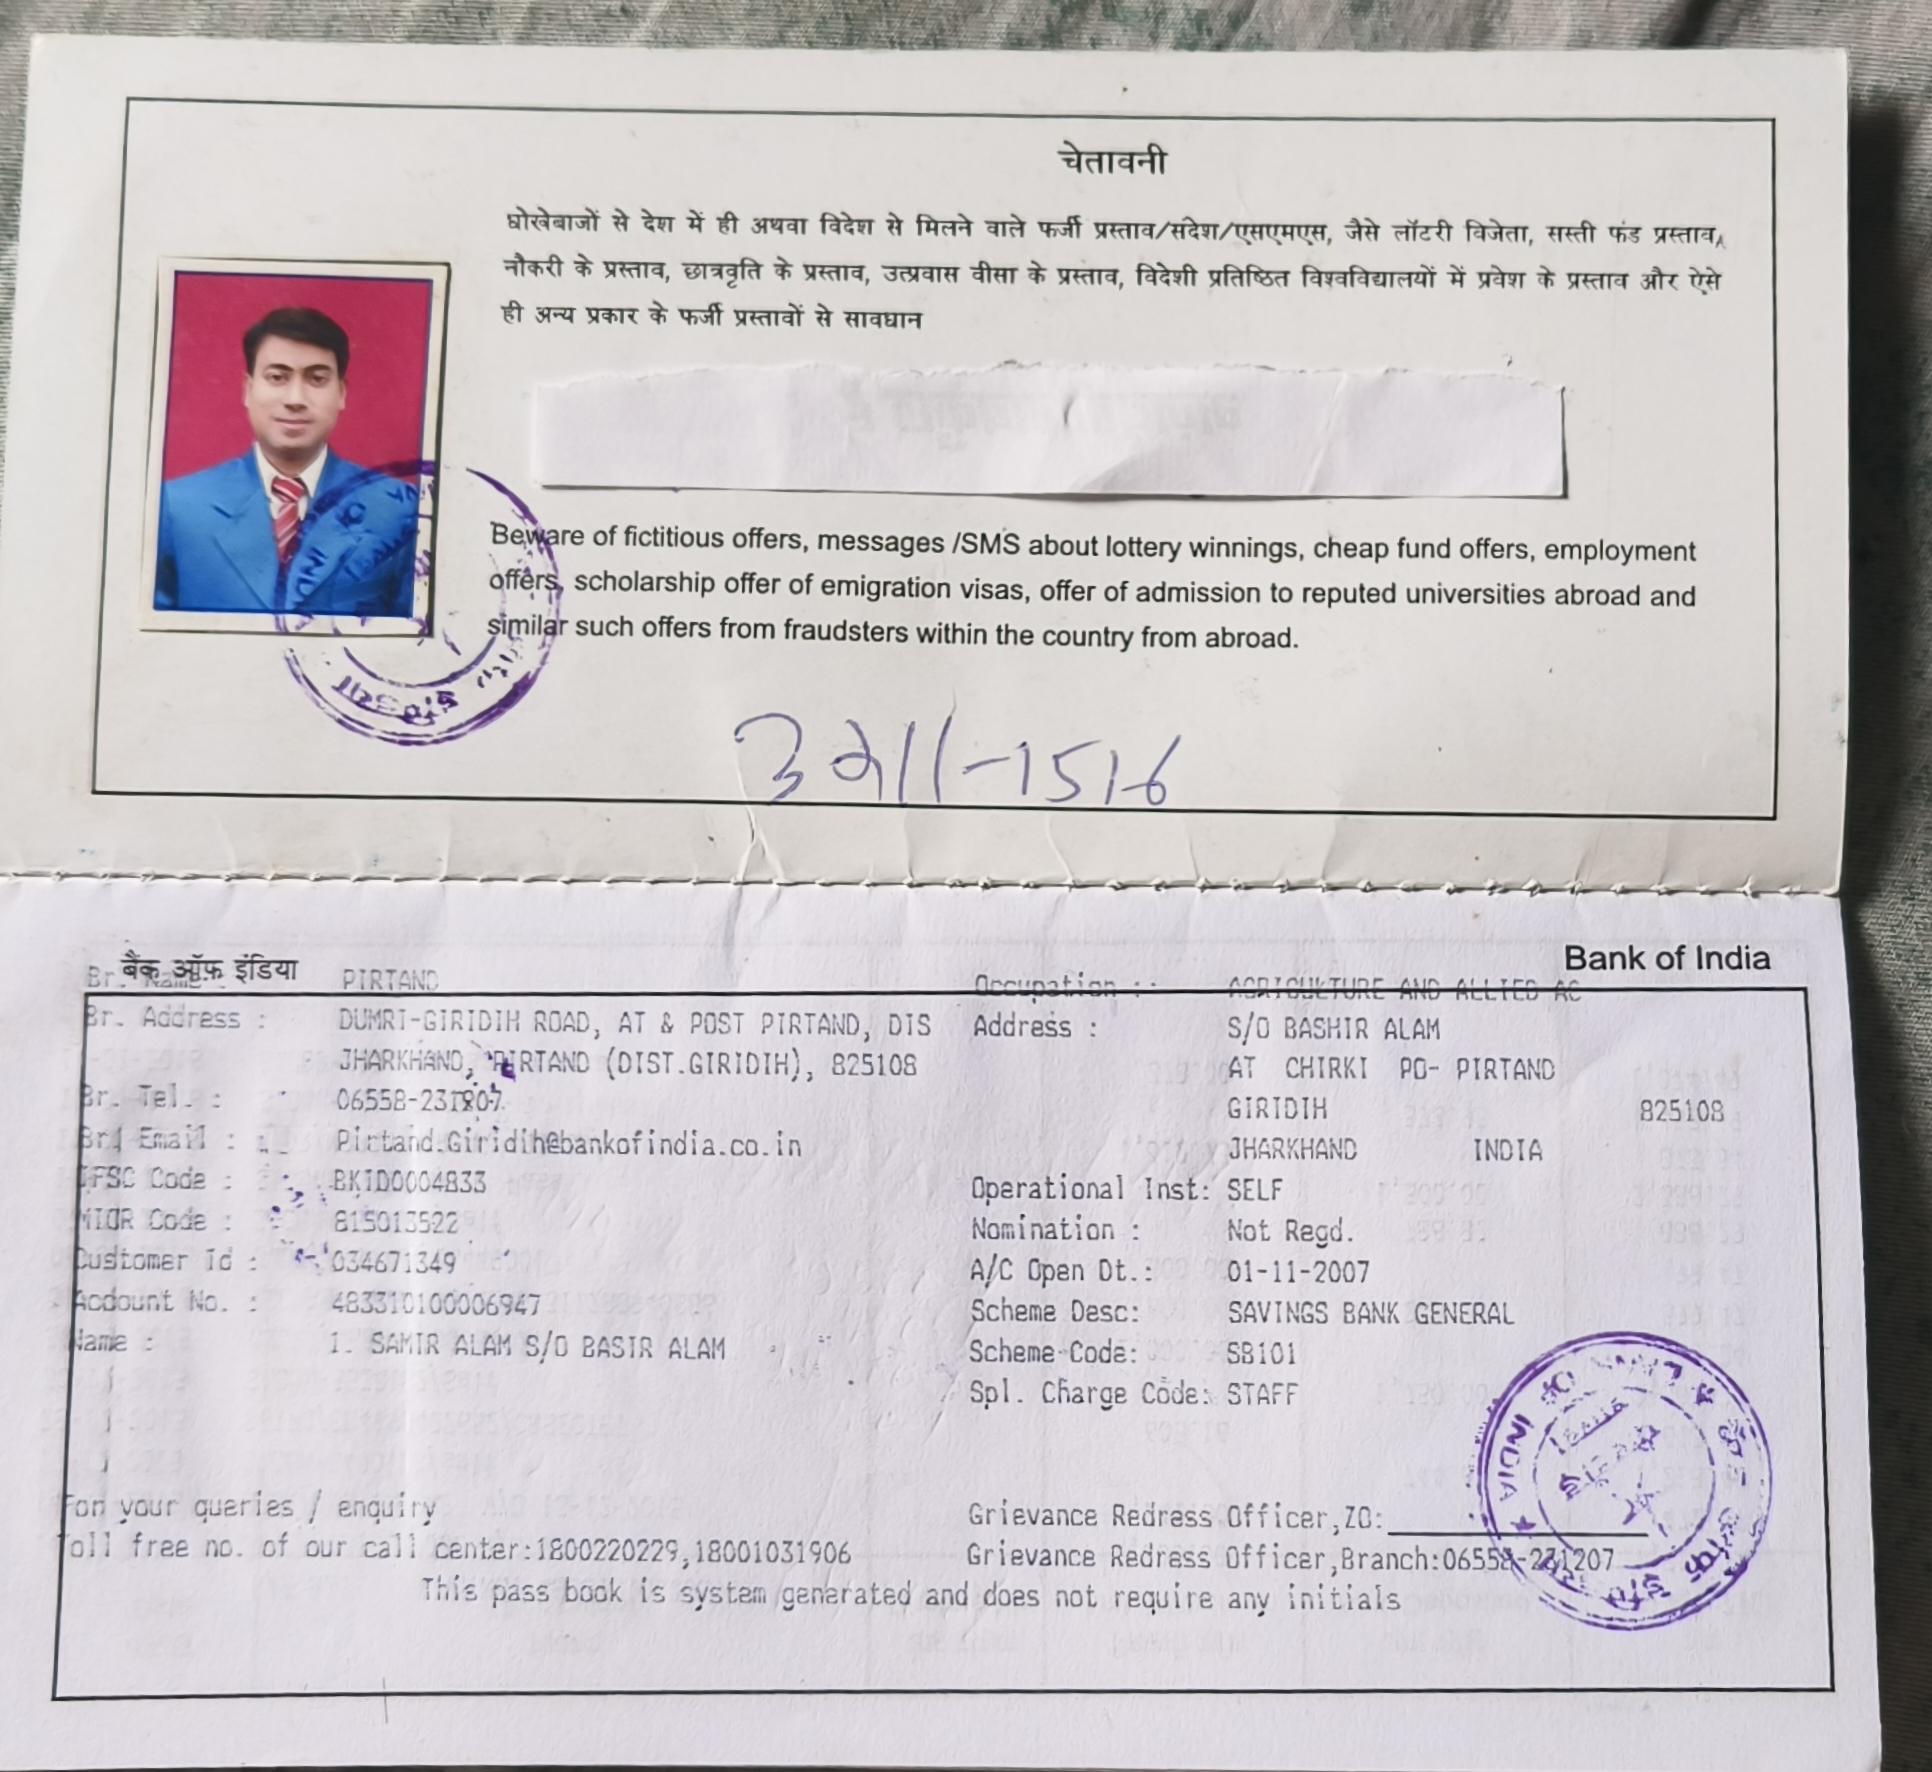 चेतावनी
धोखेबाजों से देश में ही अथवा विदेश से मिलने वाले फर्जी प्रस्ताव/संदेश/एसएमएस, जैसे लॉटरी विजेता, सस्ती फंड प्रस्ताव,
नौकरी के प्रस्ताव, छात्रवृति के प्रस्ताव, उत्प्रवास वीसा के प्रस्ताव, विदेशी प्रतिष्ठित विश्वविद्यालयों में प्रवेश के प्रस्ताव और ऐसे
ही अन्य प्रकार के फर्जी प्रस्तावों से सावधान
Beware of fictitious offers, messages /SMS about lottery winnings, cheap fund offers, employment
offers, scholarship offer of emigration visas, offer of admission to reputed universities abroad and
similar such offers from fraudsters within the country from abroad.
बैंक ऑफ़ इंडिया
Bank of India
Br. Name : PIRTAND
Br. Address : DUMRI-GIRIDIH ROAD, AT & POST PIRTAND, DIS
JHARKHAND, PIRTAND (DIST.GIRIDIH), 825108
Br. Tel. :
Br. Email : Pirtand.Giridih@bankofindia.co.in
IFSC Code : BKID0004833
MICR Code : 815013522
Customer Id : 034671349
Account No. : 483310100006947
Name : 1. SAMIR ALAM S/O BASIR ALAM
Occupation : AGRICULTURE AND ALLIED AC
Address : S/O BASHIR ALAM
AT CHIRKI PO- PIRTAND
GIRIDIH 825108
JHARKHAND INDIA
Operational Inst: SELF
Nomination : Not Regd.
A/C Open Dt.: 01-11-2007
Scheme Desc: SAVINGS BANK GENERAL
Scheme Code: SB101
Spl. Charge Code: STAFF
For your queries / enquiry
Toll free no. of our call center:1800220229,18001031906
Grievance Redress Officer,ZO:
Grievance Redress Officer,Branch:06558-231207
This pass book is system generated and does not require any initials